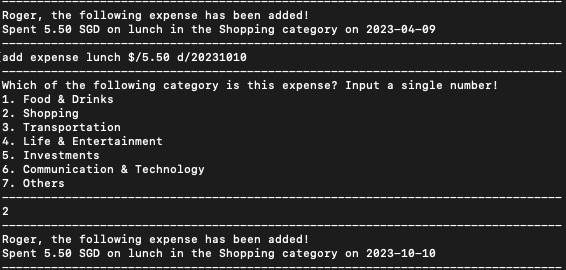 Roger, the following expense has been added!
Spent 5.50 SGD on lunch in the Shopping category on 2023-04-09
add expense lunch $/5.50 d/20231010
Which of the following category is this expense? Input a single number!
1. Food & Drinks
2. Shopping
3. Transportation
4. Life & Entertainment
5. Investments
6. Communication & Technology
7. Others
2
Roger, the following expense has been added!
Spent 5.50 SGD on lunch in the Shopping category on 2023-10-10